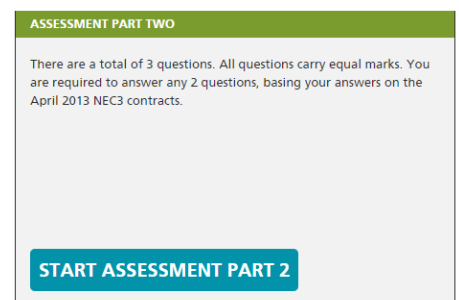 ASSESSMENT PART TWO
There are a total of 3 questions. All questions carry equal marks. You
are required to answer any 2 questions, basing your answers on the
April 2013 NEC3 contracts.
START ASSESSMENT PART 2